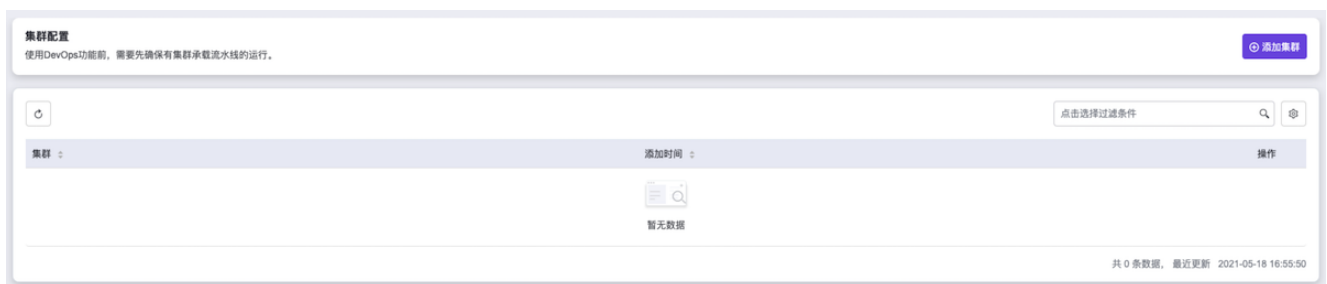 集群配置
使用DevOps功能前，需要先确保有集群承载流水线的运行。
添加集群
点击选择过滤条件
集群 添加时间 操作
暂无数据
共 0 条数据， 最近更新 2021-05-18 16:55:50